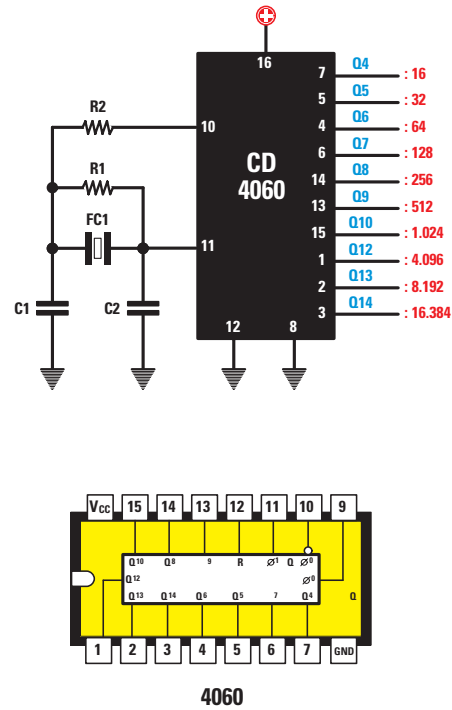 16
7 Q4 : 16
5 Q5 : 32
R2 10 4 Q6 : 64
6 Q7 : 128
CD
4060
R1 14 Q8 : 256
13 Q9 : 512
FC1 15 Q10 : 1.024
11 1 Q12 : 4.096
2 Q13 : 8.192
C1 C2 3 Q14 : 16.384
12 8
VCC 15 14 13 12 11 10 9
Q10 Q8 9 R ø1 Q ø0
Q12 ø0
Q13 Q14 Q6 Q5 7 Q4 Q
1 2 3 4 5 6 7 GND
4060